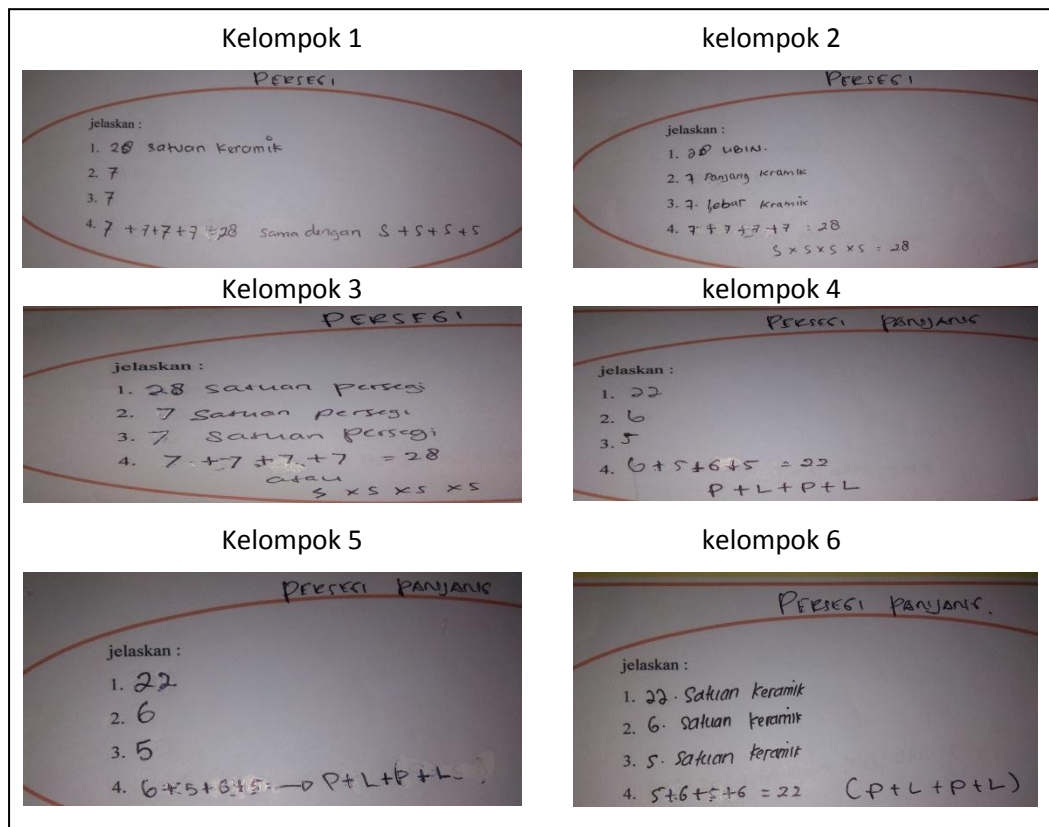 Kelompok 1
PERSEGI
jelaskan :
1. 28 satuan keramik
2. 7
3. 7
4. 7 +7+7+7 =28 sama dengan S+S+S+S
kelompok 2
PERSEGI
jelaskan :
1. 28 UBIN.
2. 7 Panjang kramik
3. 7. lebar kramik
4. 7 + 7 +7 +7 = 28
S x S x S x S = 28
Kelompok 3
PERSEGI
jelaskan :
1. 28 satuan persegi
2. 7 satuan persegi
3. 7 satuan persegi
4. 7 +7 +7 +7 = 28
atau
S x S x S x S
kelompok 4
PERSEGI PANJANG
jelaskan :
1. 22
2. 6
3. 5
4. 6+5+6+5 = 22
P + L + P + L
Kelompok 5
PERSEGI PANJANG
jelaskan :
1. 22
2. 6
3. 5
4. 6+5+6+5 → P+L+P+L
kelompok 6
PERSEGI PANJANG.
jelaskan :
1. 22. Satuan keramik
2. 6. satuan keramik
3. 5. Satuan keramik
4. 5+6+5+6 = 22 (P+L+P+L)